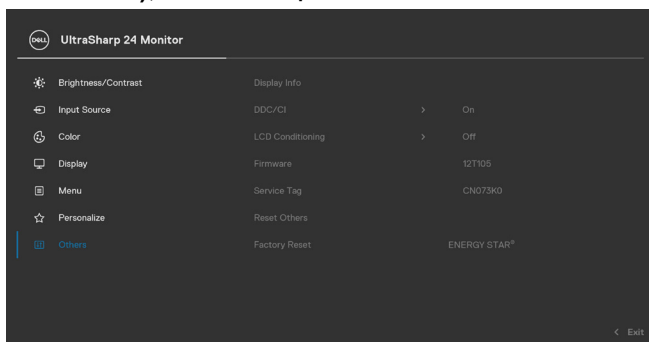 DELL UltraSharp 24 Monitor
Brightness/Contrast Display Info
Input Source DDC/CI > On
Color LCD Conditioning > Off
Display Firmware 12T105
Menu Service Tag CN073K0
Personalize Reset Others
Others Factory Reset ENERGY STAR®
< Exit